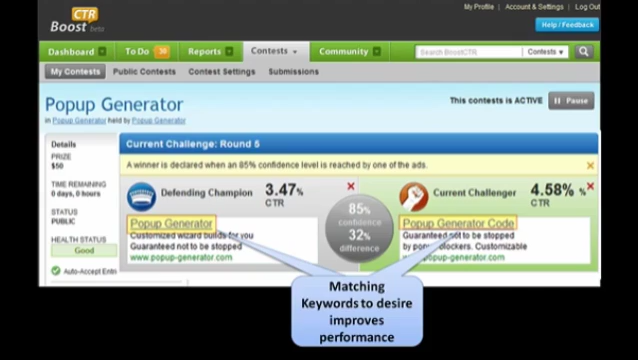 CTR
Boost beta
My Profile | Account & Settings | Log Out
Help / Feedback
Dashboard To Do 36 Reports Contests Community Search BoostCTR Contests
My Contests Public Contests Contest Settings Submissions
Popup Generator
in Popup Generator held by Popup Generator
This contests is ACTIVE Pause
Details
PRIZE
$50
TIME REMAINING
0 days, 0 hours
STATUS
PUBLIC
HEALTH STATUS
Good
Auto-Accept Entri
Current Challenge: Round 5
A winner is declared when an 85% confidence level is reached by one of the ads.
Defending Champion 3.47%
CTR
Popup Generator
Customized wizard builds for you
Guaranteed not to be stopped
www.popup-generator.com
85%
confidence
32%
difference
Current Challenger 4.58% %
CTR
Popup Generator Code
Guaranteed not to be stopped
by popup blockers. Customizable
www.popup-generator.com
Matching
Keywords to desire
improves
performance